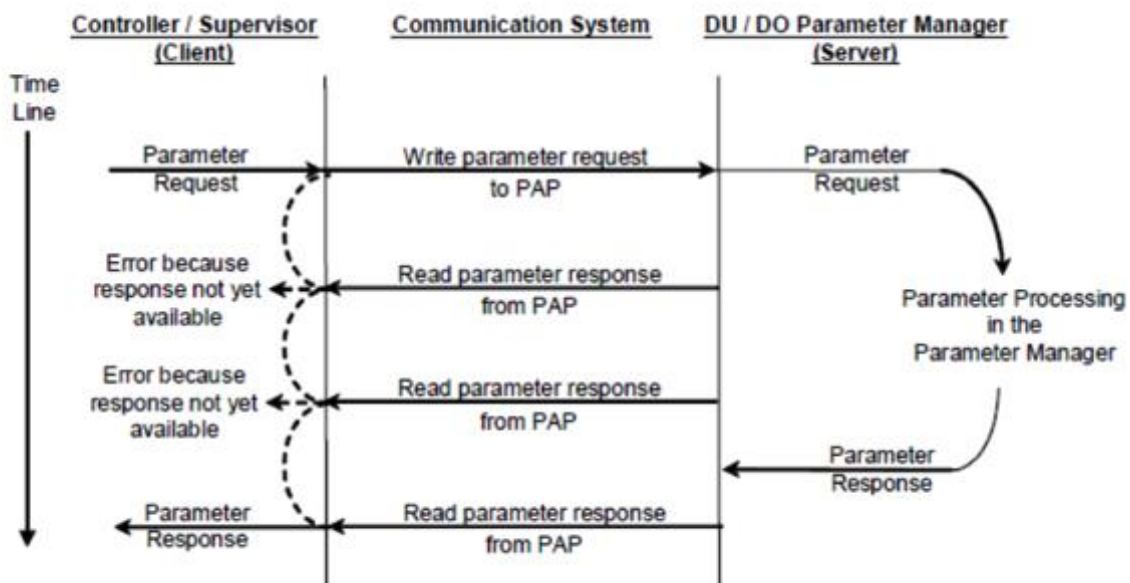 Controller / Supervisor
(Client)
Communication System
DU / DO Parameter Manager
(Server)
Time
Line
Parameter
Request
Write parameter request
to PAP
Parameter
Request
Error because
response not yet
available
Read parameter response
from PAP
Parameter Processing
in the
Parameter Manager
Error because
response not yet
available
Read parameter response
from PAP
Parameter
Response
Parameter
Response
Read parameter response
from PAP